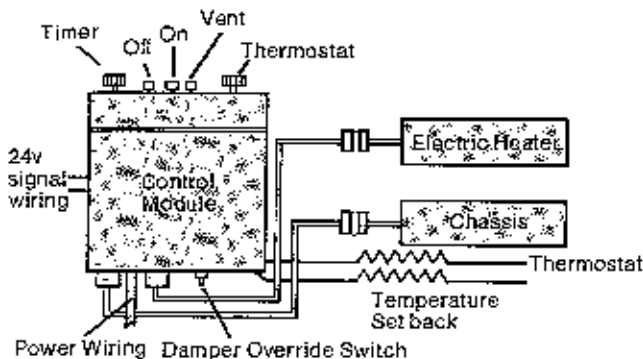 Timer
Off
On
Vent
Thermostat
24v
signal
wiring
Control
Module
Electric Heater
Chassis
Thermostat
Temperature
Set back
Power Wiring
Damper Override Switch